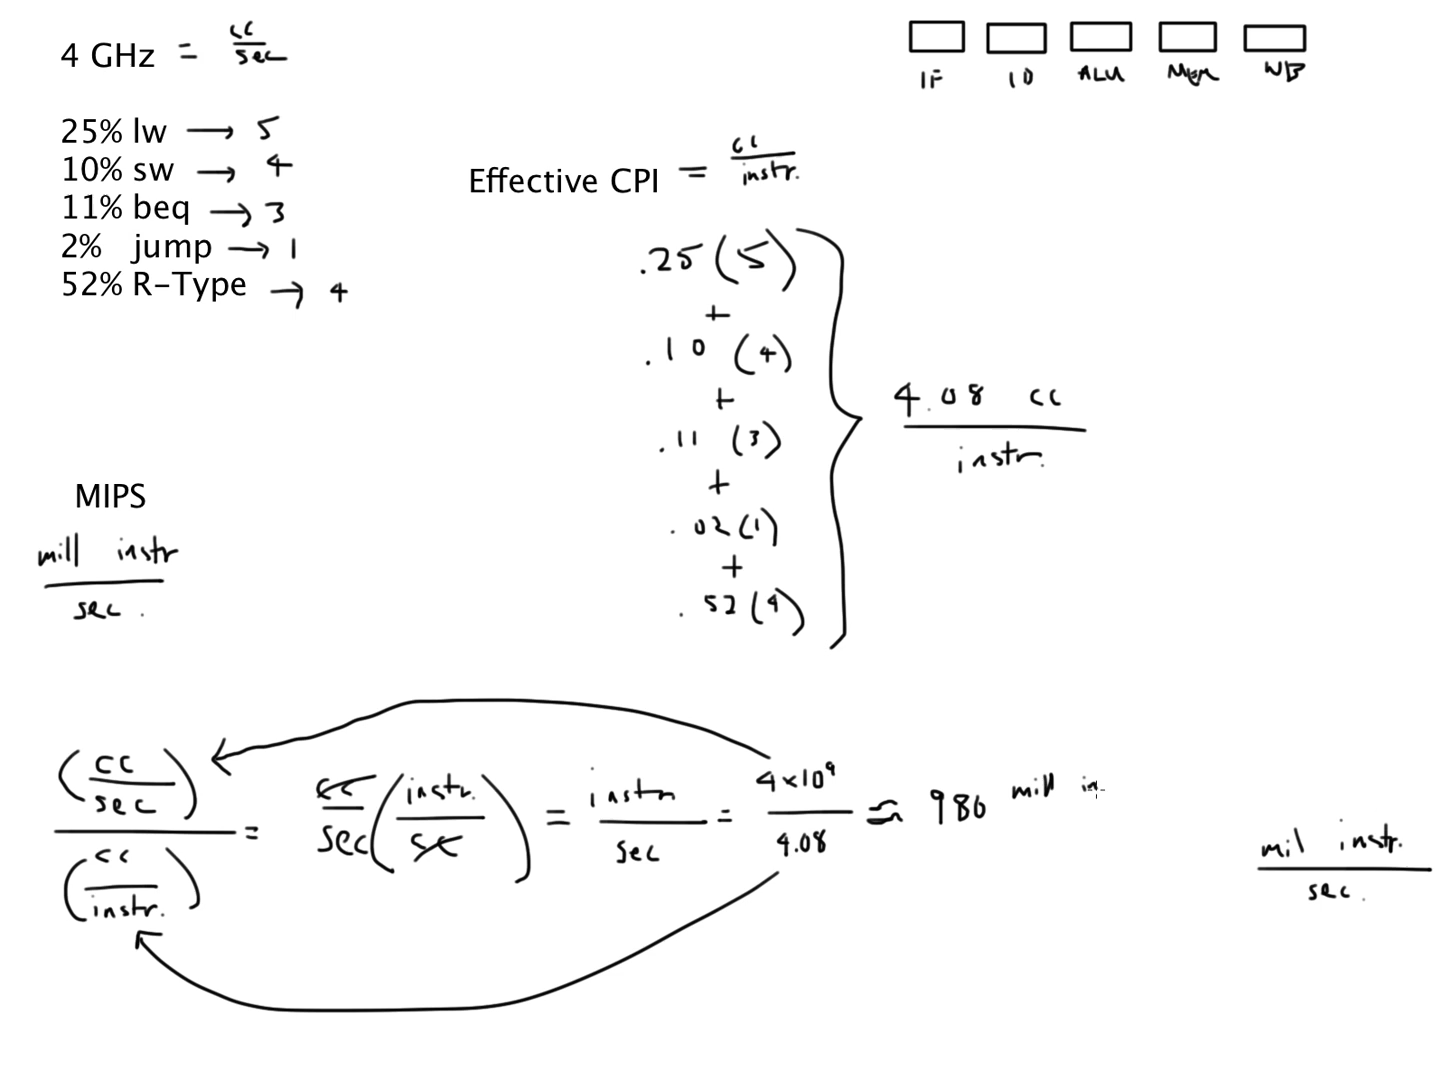 4 GHz = cc/sec
IF ID ALU MEM WB
25% lw → 5
10% sw → 4
11% beq → 3
2% jump → 1
52% R-Type → 4
Effective CPI = cc/instr.
.25 (5)
+
.10 (4)
+
.11 (3)
+
.02 (1)
+
.52 (4)
4.08 cc
instr.
MIPS
mill instr
sec.
(cc/sec) / (cc/instr.) = cc/sec (instr./cc) = instr/sec = 4×10⁹/4.08 ≈ 980 mill in
mil instr.
sec.